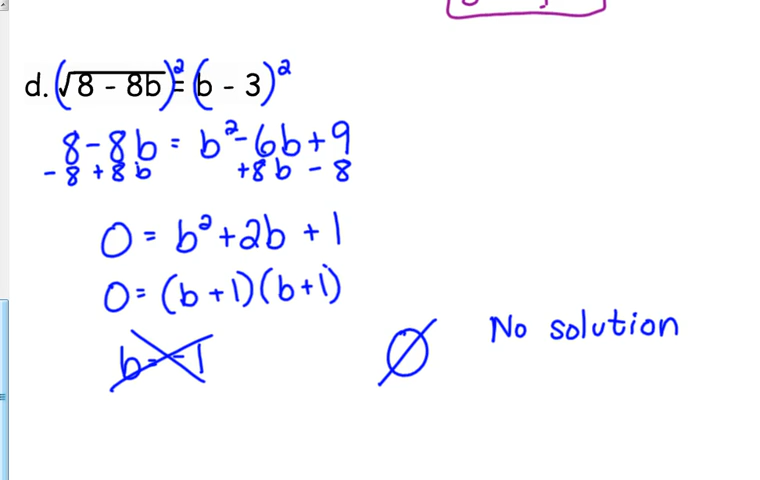 d. (√8 - 8b)² = (b - 3)²
8 - 8b = b² - 6b + 9
- 8 + 8b + 8b - 8
0 = b² + 2b + 1
0 = (b + 1)(b + 1)
b = -1
∅ No solution